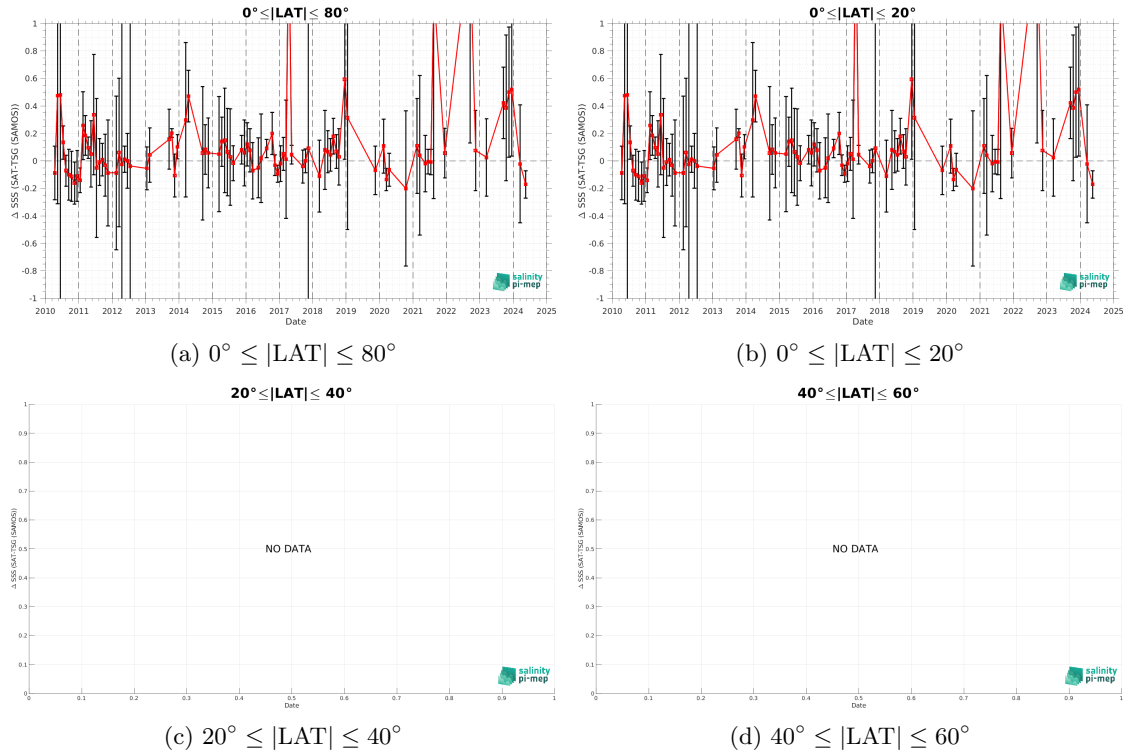 0°≤|LAT|≤ 80°
Δ SSS (SAT-TSG (SAMOS))
1
0.8
0.6
0.4
0.2
0
-0.2
-0.4
-0.6
-0.8
-1
2010 2011 2012 2013 2014 2015 2016 2017 2018 2019 2020 2021 2022 2023 2024 2025
Date
salinity
pi-mep
(a) 0° ≤ |LAT| ≤ 80°
0°≤|LAT|≤ 20°
Δ SSS (SAT-TSG (SAMOS))
1
0.8
0.6
0.4
0.2
0
-0.2
-0.4
-0.6
-0.8
-1
2010 2011 2012 2013 2014 2015 2016 2017 2018 2019 2020 2021 2022 2023 2024 2025
Date
salinity
pi-mep
(b) 0° ≤ |LAT| ≤ 20°
20°≤|LAT|≤ 40°
Δ SSS (SAT-TSG (SAMOS))
1
0.9
0.8
0.7
0.6
0.5
0.4
0.3
0.2
0.1
0
NO DATA
0 0.1 0.2 0.3 0.4 0.5 0.6 0.7 0.8 0.9 1
Date
salinity
pi-mep
(c) 20° ≤ |LAT| ≤ 40°
40°≤|LAT|≤ 60°
Δ SSS (SAT-TSG (SAMOS))
1
0.9
0.8
0.7
0.6
0.5
0.4
0.3
0.2
0.1
0
NO DATA
0 0.1 0.2 0.3 0.4 0.5 0.6 0.7 0.8 0.9 1
Date
salinity
pi-mep
(d) 40° ≤ |LAT| ≤ 60°